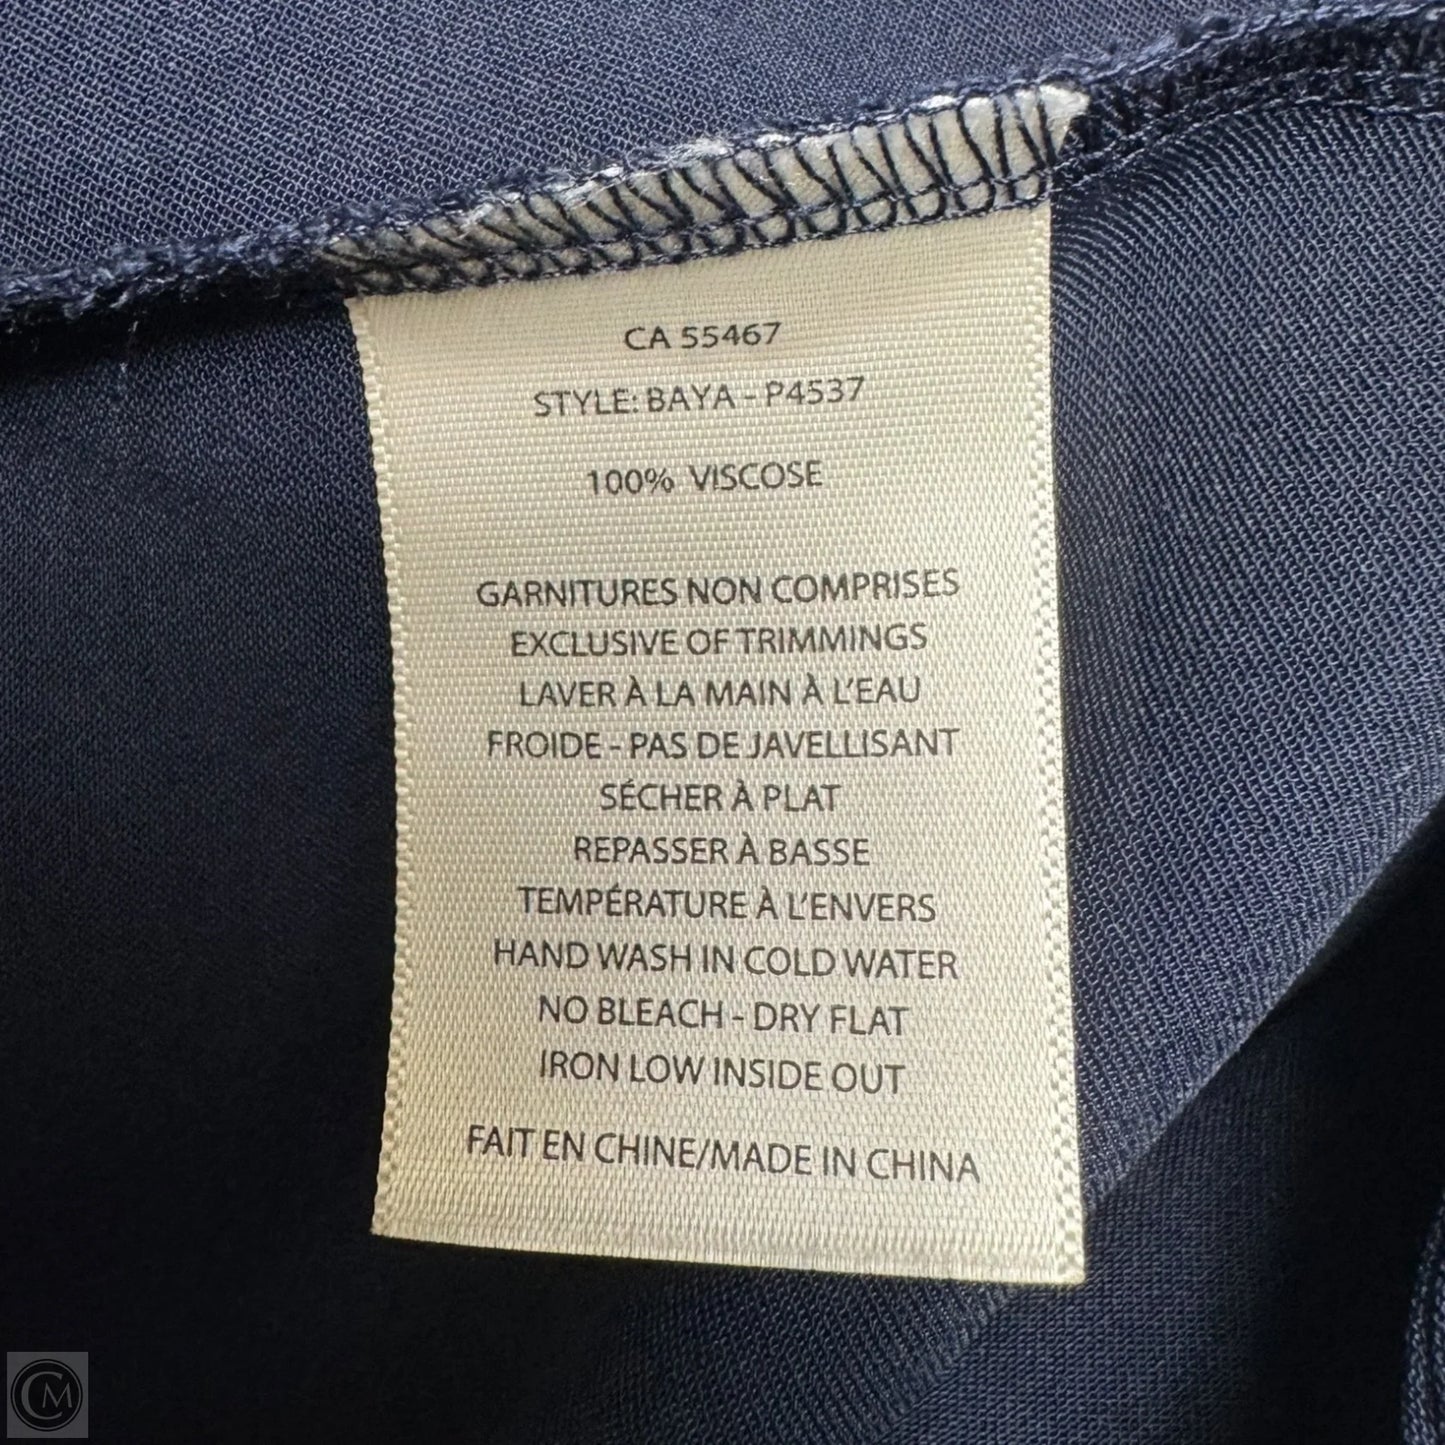 CA 55467
STYLE: BAYA - P4537
100% VISCOSE
GARNITURES NON COMPRISES
EXCLUSIVE OF TRIMMINGS
LAVER À LA MAIN À L'EAU
FROIDE - PAS DE JAVELLISANT
SÉCHER À PLAT
REPASSER À BASSE
TEMPÉRATURE À L'ENVERS
HAND WASH IN COLD WATER
NO BLEACH - DRY FLAT
IRON LOW INSIDE OUT
FAIT EN CHINE/MADE IN CHINA
CM